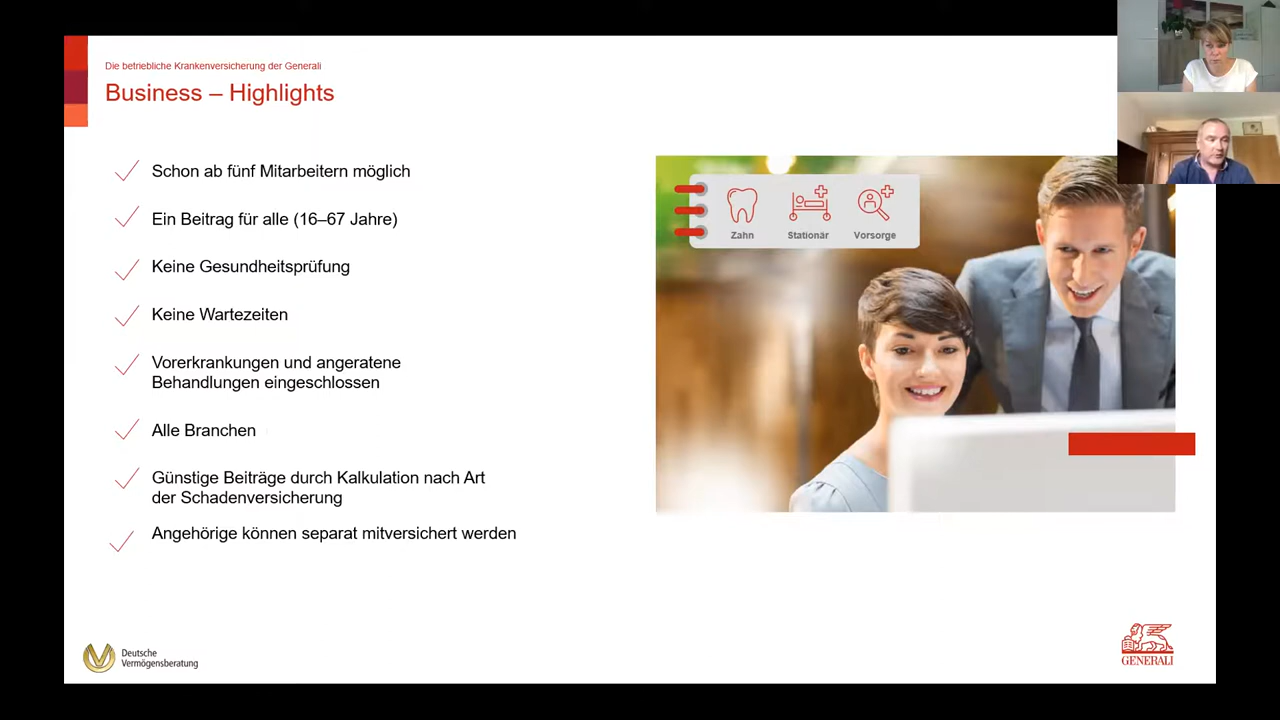 Die betriebliche Krankenversicherung der Generali
Business – Highlights
Schon ab fünf Mitarbeitern möglich
Ein Beitrag für alle (16–67 Jahre)
Keine Gesundheitsprüfung
Keine Wartezeiten
Vorerkrankungen und angeratene
Behandlungen eingeschlossen
Alle Branchen
Günstige Beiträge durch Kalkulation nach Art
der Schadenversicherung
Angehörige können separat mitversichert werden
Zahn
Stationär
Vorsorge
Deutsche
Vermögensberatung
GENERALI